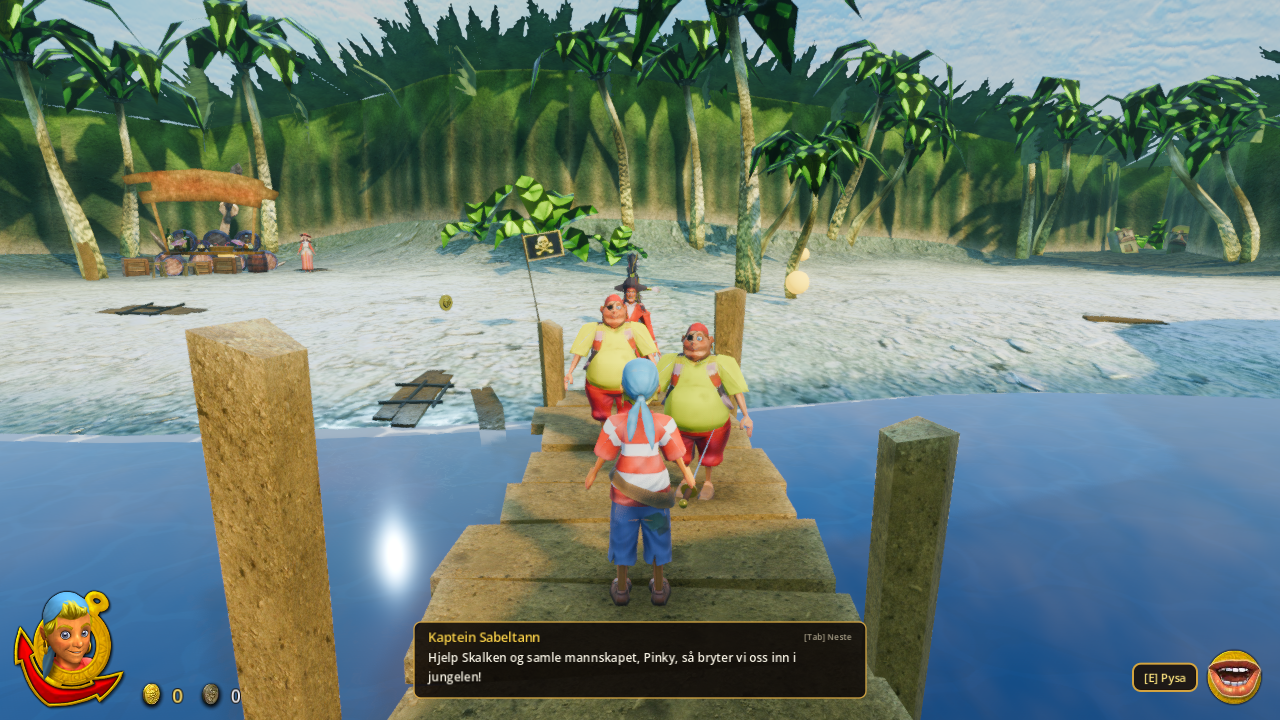 Kaptein Sabeltann
[Tab] Neste
Hjelp Skalken og samle mannskapet, Pinky, så bryter vi oss inn i
jungelen!
0
0
[E] Pysa